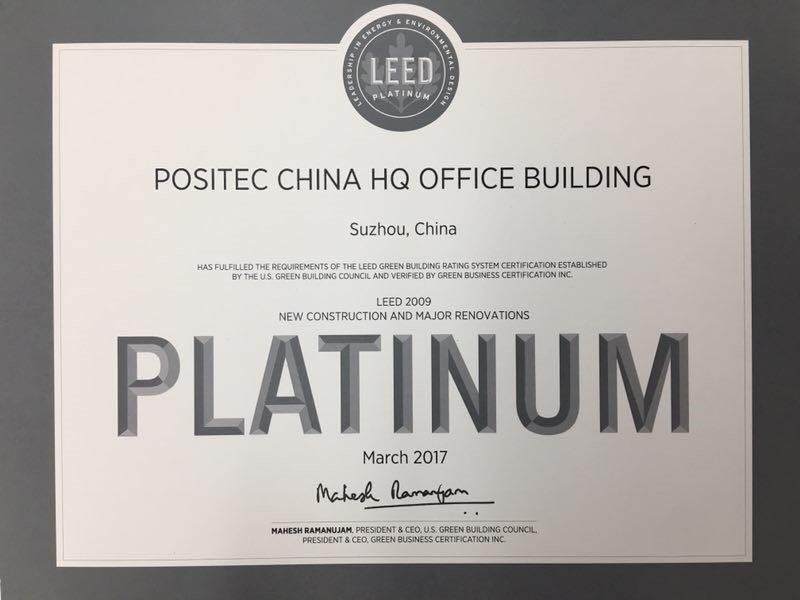 LEADERSHIP IN ENERGY & ENVIRONMENTAL DESIGN
LEED
PLATINUM
POSITEC CHINA HQ OFFICE BUILDING
Suzhou, China
HAS FULFILLED THE REQUIREMENTS OF THE LEED GREEN BUILDING RATING SYSTEM CERTIFICATION ESTABLISHED
BY THE U.S. GREEN BUILDING COUNCIL AND VERIFIED BY GREEN BUSINESS CERTIFICATION INC.
LEED 2009
NEW CONSTRUCTION AND MAJOR RENOVATIONS
PLATINUM
March 2017
Mahesh Ramanujam
MAHESH RAMANUJAM, PRESIDENT & CEO, U.S. GREEN BUILDING COUNCIL,
PRESIDENT & CEO, GREEN BUSINESS CERTIFICATION INC.